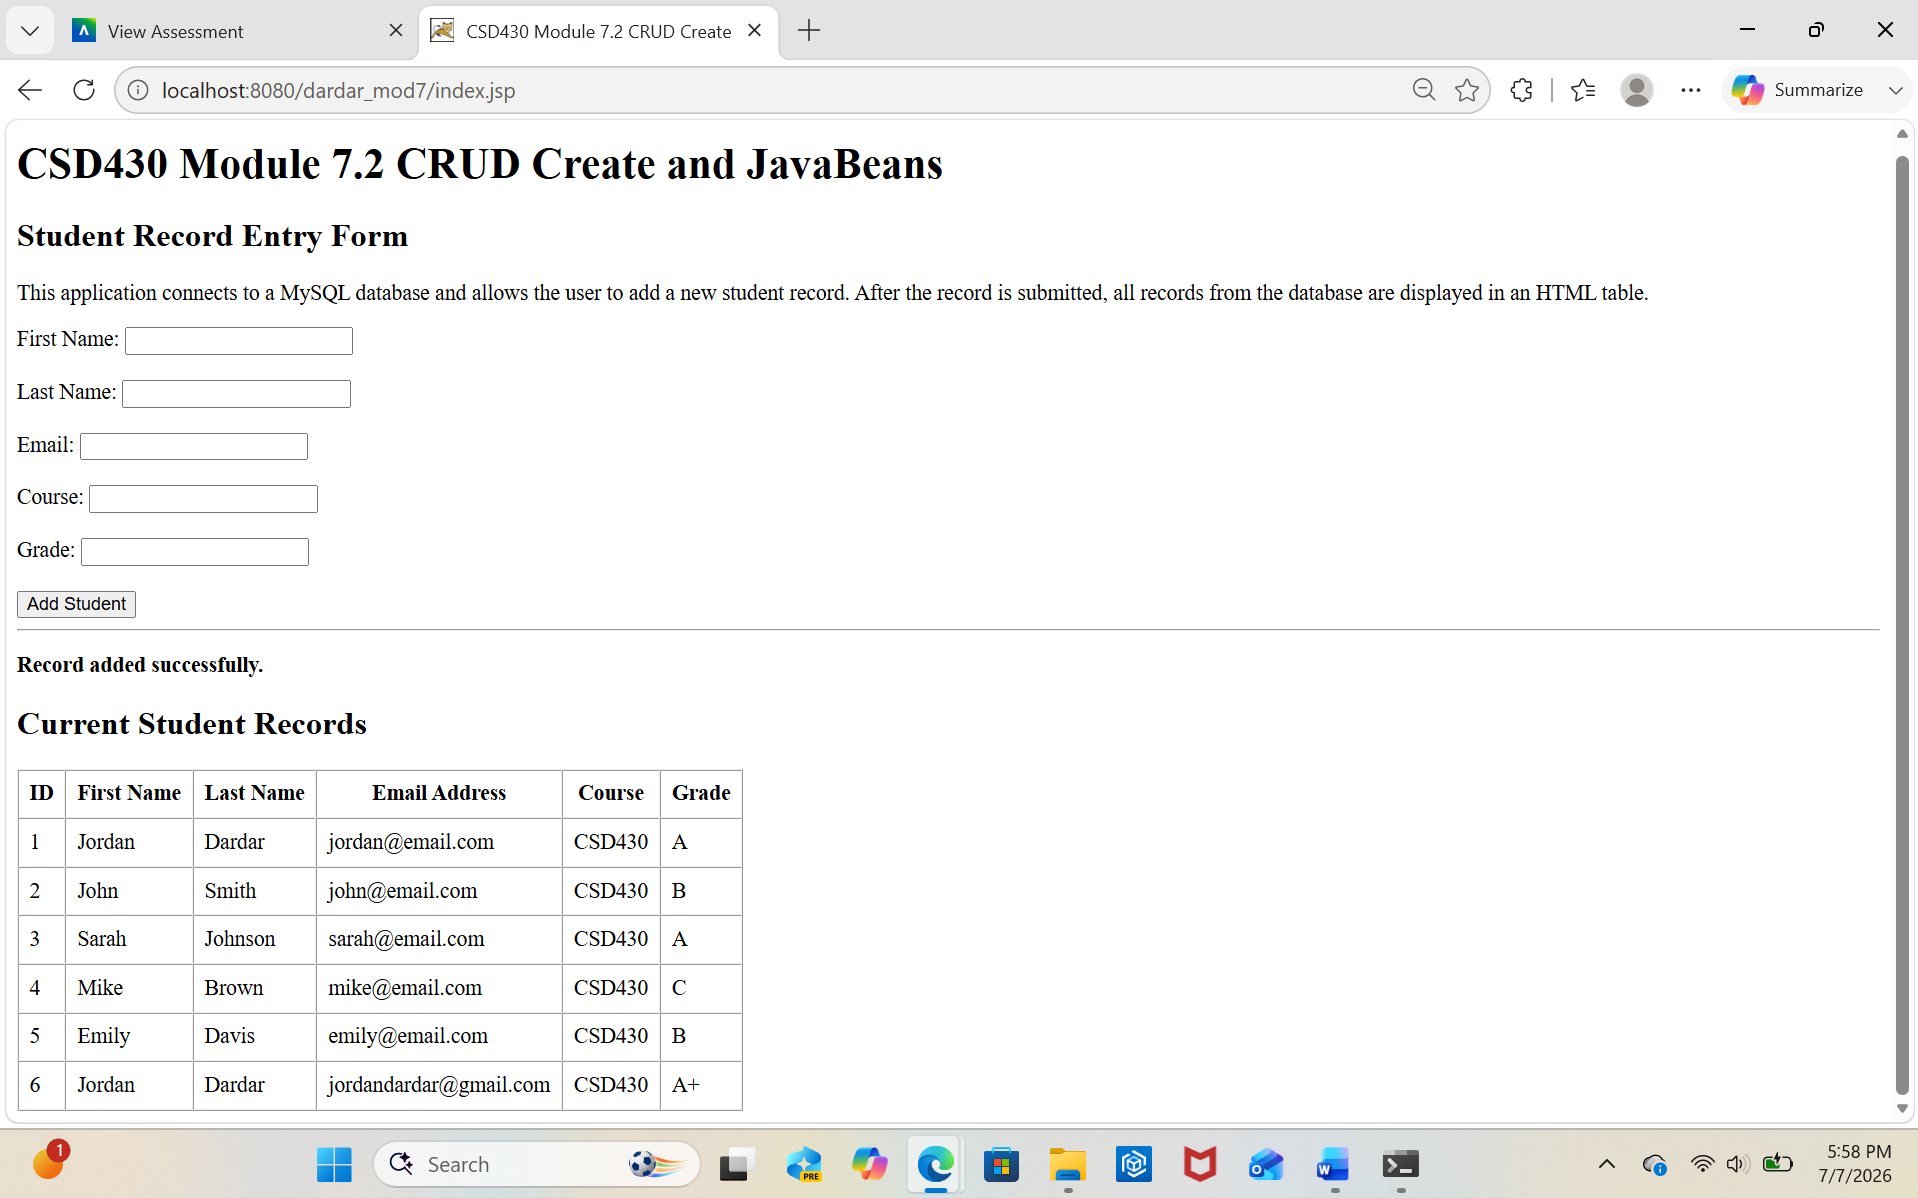 View Assessment
CSD430 Module 7.2 CRUD Create
localhost:8080/dardar_mod7/index.jsp
Summarize
CSD430 Module 7.2 CRUD Create and JavaBeans
Student Record Entry Form
This application connects to a MySQL database and allows the user to add a new student record. After the record is submitted, all records from the database are displayed in an HTML table.
First Name:
Last Name:
Email:
Course:
Grade:
Add Student
Record added successfully.
Current Student Records
ID First Name Last Name Email Address Course Grade
1 Jordan Dardar jordan@email.com CSD430 A
2 John Smith john@email.com CSD430 B
3 Sarah Johnson sarah@email.com CSD430 A
4 Mike Brown mike@email.com CSD430 C
5 Emily Davis emily@email.com CSD430 B
6 Jordan Dardar jordandardar@gmail.com CSD430 A+
1
Search
PRE
5:58 PM
7/7/2026